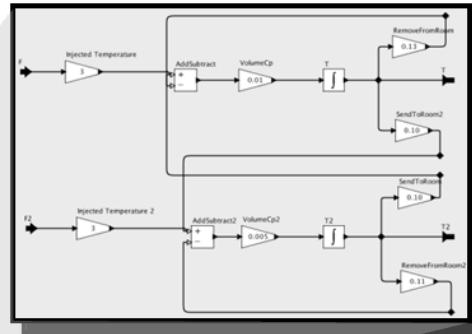 RemoveFromRoom
0.13
F
Injected Temperature
3
AddSubtract
+
−
VolumeCp
0.01
T
∫
T
SendToRoom2
0.10
SendToRoom
0.10
F2
Injected Temperature 2
3
AddSubtract2
+
−
VolumeCp2
0.005
T2
∫
T2
RemoveFromRoom2
0.11